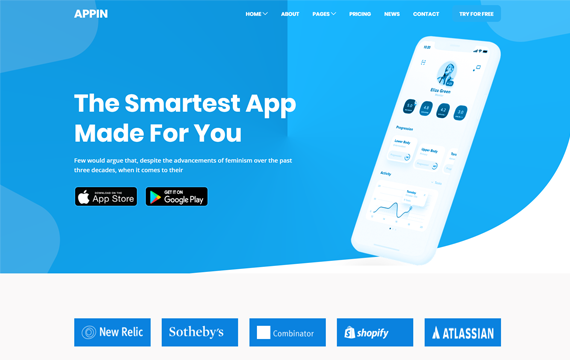 APPIN
HOME ABOUT PAGES PRICING NEWS CONTACT TRY FOR FREE
The Smartest App
Made For You
Few would argue that, despite the advancements of feminism over the past
three decades, when it comes to their
Download on the
App Store
GET IT ON
Google Play
Eliza Green
Progression
Lower Body
Upper Body
Activity
Tuesday
New Relic
Sotheby's
Combinator
shopify
ATLASSIAN